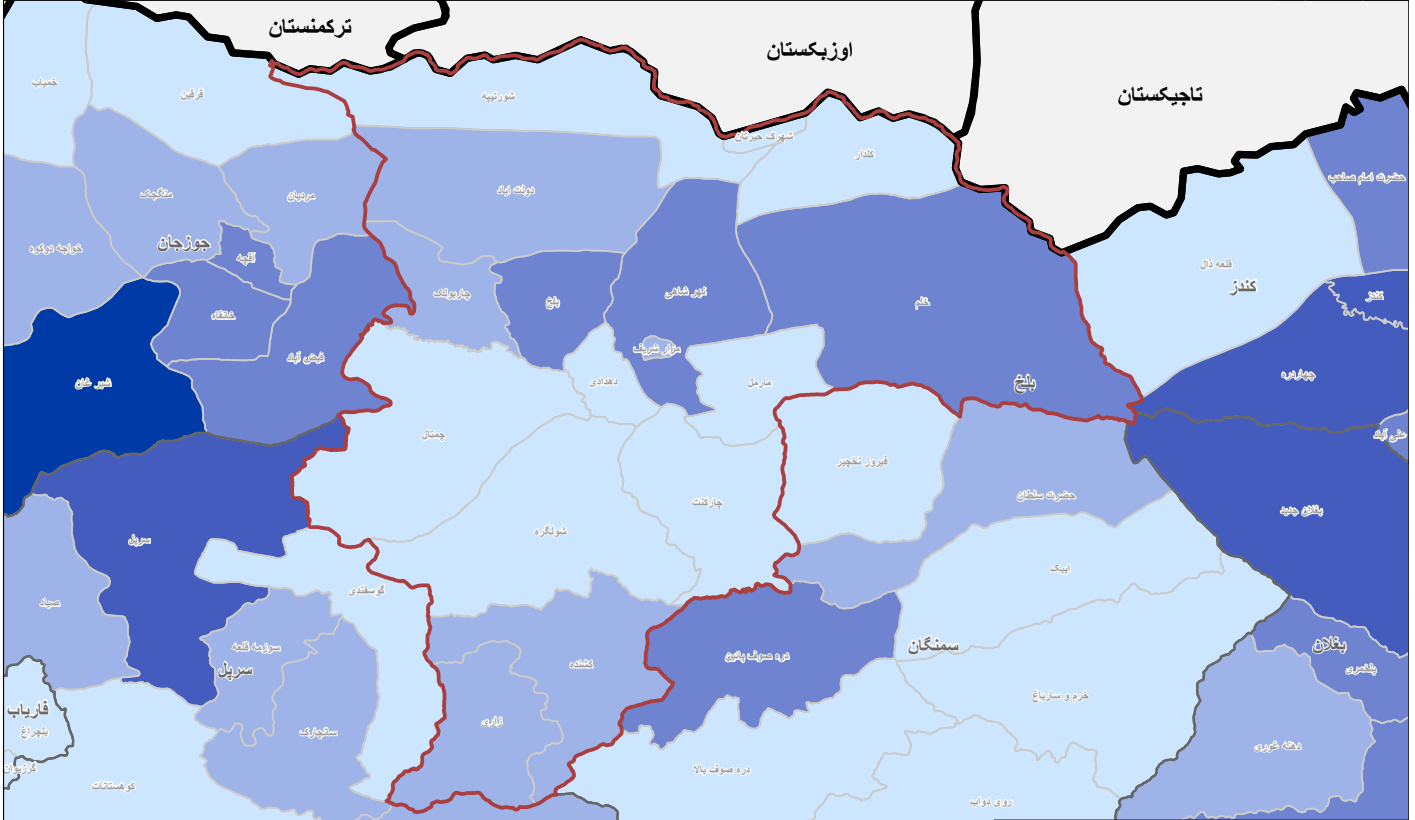 ترکمنستان
اوزبکستان
تاجیکستان
خمیاب
قرقین
شورتیپه
شهرک حیرتان
کلدار
حضرت امام صاحب
منگجک
مردیان
دولت آباد
خواجه دوکوه
جوزجان
آقچه
قلعه ذال
کندز
چاربولک
بلخ
نهر شاهی
خلم
کندز
خانقاه
فیض آباد
مزار شریف
شبر غان
دهدادی
مارمل
بلخ
چهاردره
چمتال
علی آباد
فیروز نخچیر
چارکنت
حضرت سلطان
بغلان جدید
شولگره
سرپل
ایبک
گوسفندی
صیاد
سوزمه قلعه
سرپل
کشنده
دره صوف پائین
سمنگان
بغلان
پلخمری
خرم و سارباغ
فاریاب
بلچراغ
سنچارک
زاری
دهنه غوری
گرزیوان
دره صوف بالا
کوهستانات
روی دواب